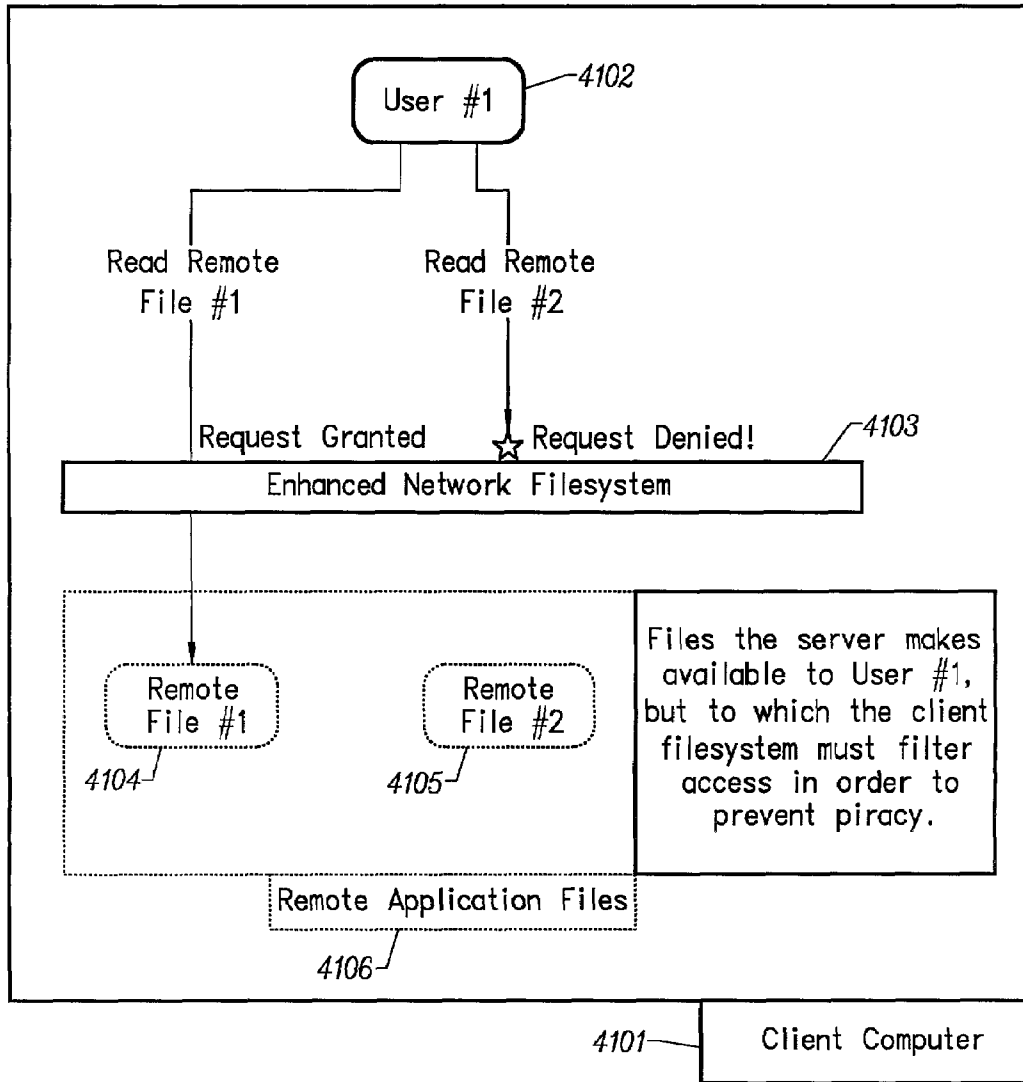 4102
User #1
Read Remote
File #1
Read Remote
File #2
Request Granted
Request Denied!
4103
Enhanced Network Filesystem
Remote
File #1
4104
Remote
File #2
4105
Files the server makes
available to User #1,
but to which the client
filesystem must filter
access in order to
prevent piracy.
Remote Application Files
4106
4101
Client Computer